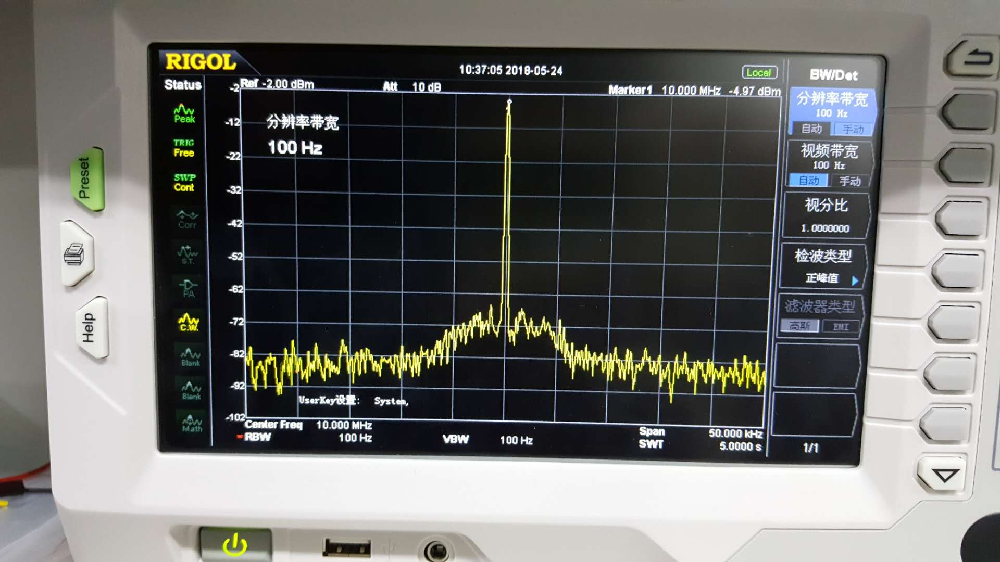 RIGOL
10:37:05 2018-05-24
Local
Status
Ref -2.00 dBm
Att 10 dB
Marker1 10.000 MHz -4.97 dBm
Peak
TRIG
Free
SWP
Cont
Corr
S.T.
PA
C.W.
Blank
Blank
Math
-2
-12
-22
-32
-42
-52
-62
-72
-82
-92
-102
分辨率带宽
100 Hz
UserKey设置: System,
Center Freq 10.000 MHz
Span 50.000 kHz
RBW 100 Hz
VBW 100 Hz
SWT 5.0000 s
BW/Det
分辨率带宽
100 Hz
自动 手动
视频带宽
100 Hz
自动 手动
视分比
1.0000000
检波类型
正峰值
滤波器类型
高斯 EMI
1/1
Preset
Help